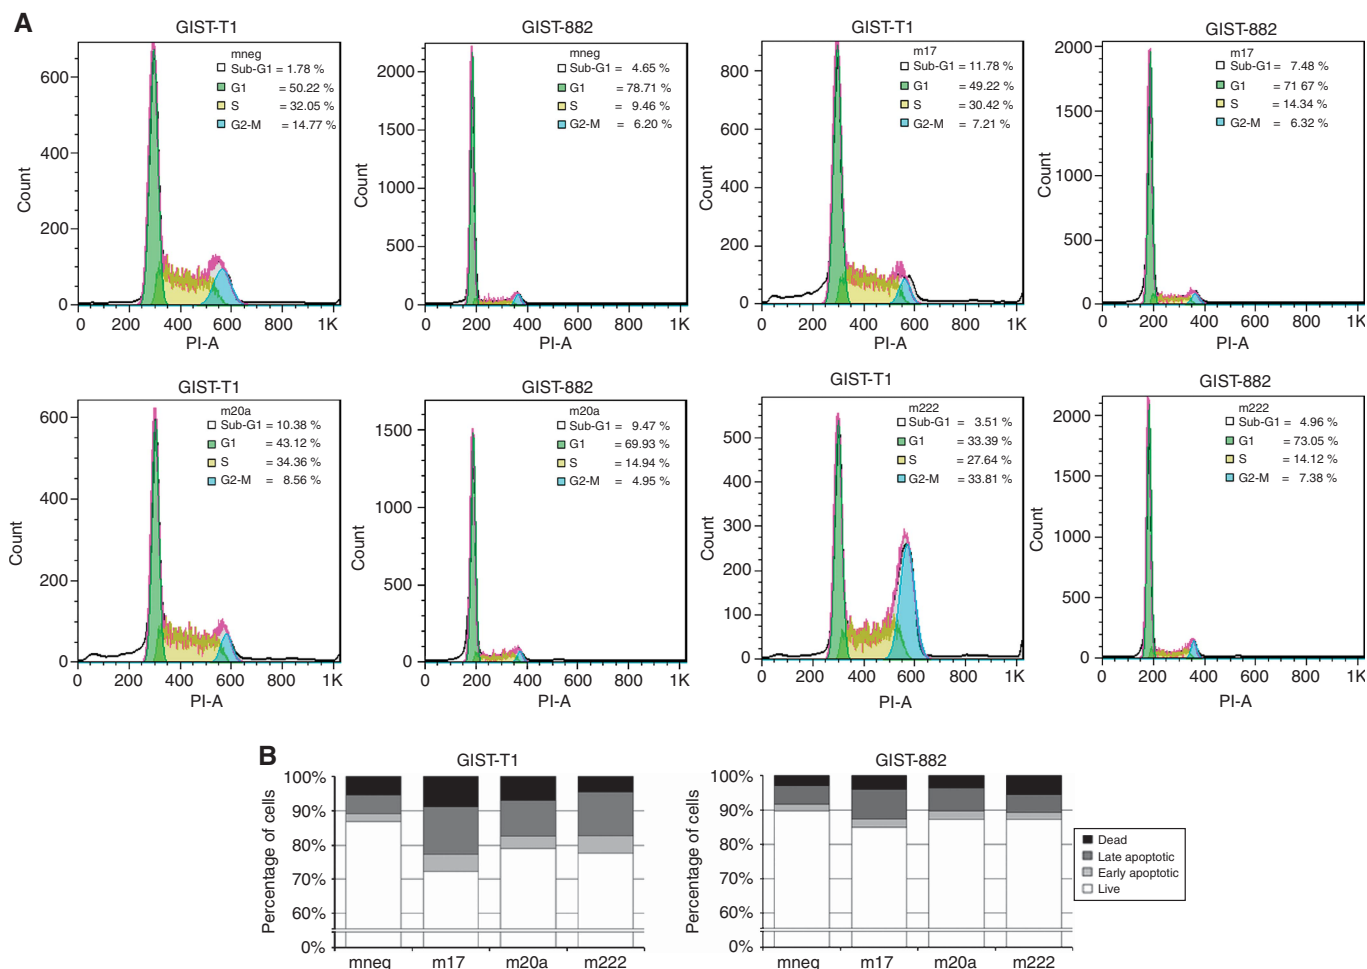 A
GIST-T1
mneg
Sub-G1 = 1.78 %
G1 = 50.22 %
S = 32.05 %
G2-M = 14.77 %
600
400
200
0
Count
0 200 400 600 800 1K
PI-A
GIST-882
mneg
Sub-G1 = 4.65 %
G1 = 78.71 %
S = 9.46 %
G2-M = 6.20 %
2000
1500
1000
500
0
Count
0 200 400 600 800 1K
PI-A
GIST-T1
m17
Sub-G1 = 11.78 %
G1 = 49.22 %
S = 30.42 %
G2-M = 7.21 %
800
600
400
200
0
Count
0 200 400 600 800 1K
PI-A
GIST-882
m17
Sub-G1 = 7.48 %
G1 = 71 67 %
S = 14.34 %
G2-M = 6.32 %
2000
1500
1000
500
0
Count
0 200 400 600 800 1K
PI-A
GIST-T1
m20a
Sub-G1 = 10.38 %
G1 = 43.12 %
S = 34.36 %
G2-M = 8.56 %
600
400
200
0
Count
0 200 400 600 800 1K
PI-A
GIST-882
m20a
Sub-G1 = 9.47 %
G1 = 69.93 %
S = 14.94 %
G2-M = 4.95 %
1500
1000
500
0
Count
0 200 400 600 800 1K
PI-A
GIST-T1
m222
Sub-G1 = 3.51 %
G1 = 33.39 %
S = 27.64 %
G2-M = 33.81 %
500
400
300
200
100
0
Count
0 200 400 600 800 1K
PI-A
GIST-882
m222
Sub-G1 = 4.96 %
G1 = 73.05 %
S = 14.12 %
G2-M = 7.38 %
2000
1500
1000
500
0
Count
0 200 400 600 800 1K
PI-A
B
GIST-T1
100%
90%
80%
70%
60%
0%
Percentage of cells
mneg m17 m20a m222
GIST-882
100%
90%
80%
70%
60%
0%
Percentage of cells
mneg m17 m20a m222
Dead
Late apoptotic
Early apoptotic
Live